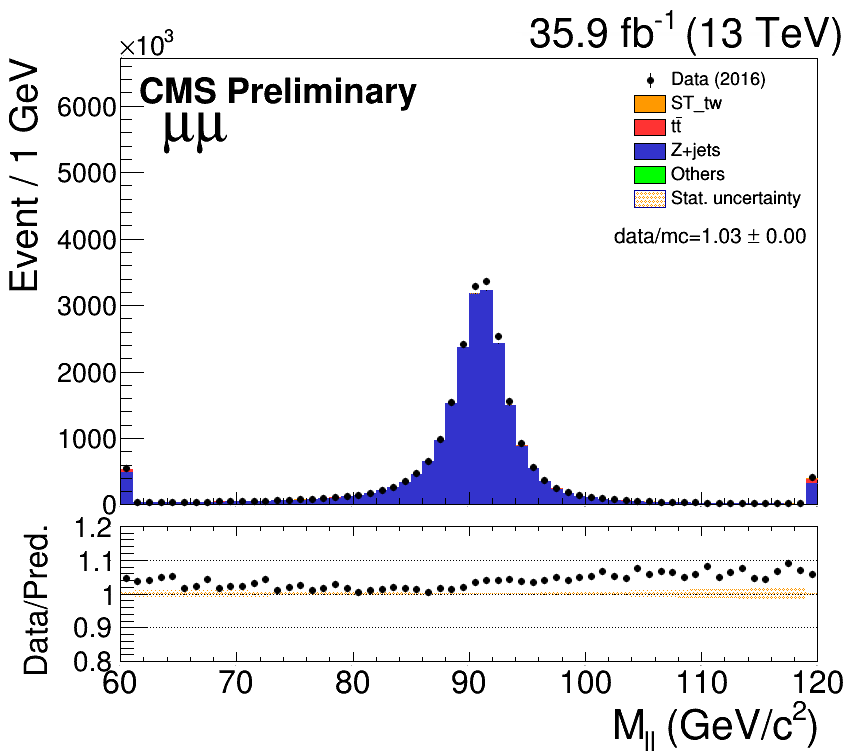 35.9 fb⁻¹ (13 TeV)
×10³
CMS Preliminary
μμ
Data (2016)
ST_tw
tt̄
Z+jets
Others
Stat. uncertainty
data/mc=1.03 ± 0.00
Event / 1 GeV
6000
5000
4000
3000
2000
1000
0
Data/Pred.
1.2
1.1
1
0.9
0.8
60 70 80 90 100 110 120
M_ll (GeV/c²)